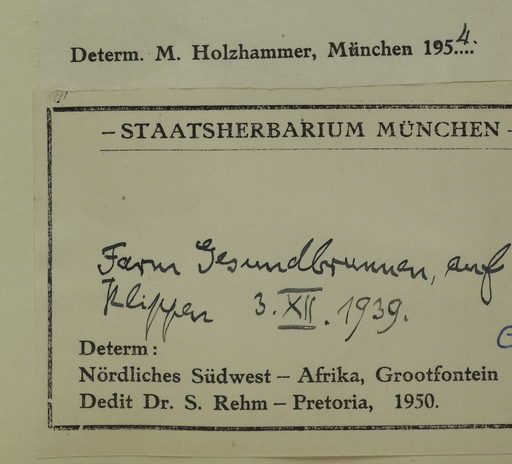 Determ. M. Holzhammer, München 1954.
– STAATSHERBARIUM MÜNCHEN –
Farm Gesundbrunnen, auf
Klippen 3. XII. 1939.
Determ:
Nördliches Südwest – Afrika, Grootfontein
Dedit Dr. S. Rehm – Pretoria, 1950.